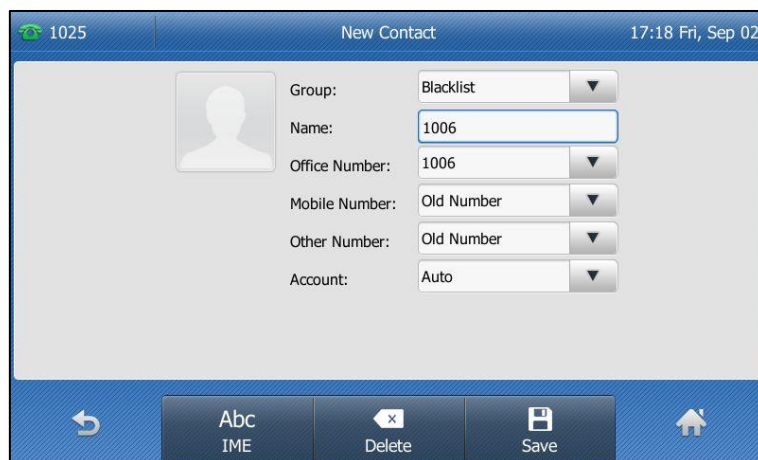 1025 New Contact 17:18 Fri, Sep 02
Group: Blacklist
Name: 1006
Office Number: 1006
Mobile Number: Old Number
Other Number: Old Number
Account: Auto
Abc Delete Save
IME